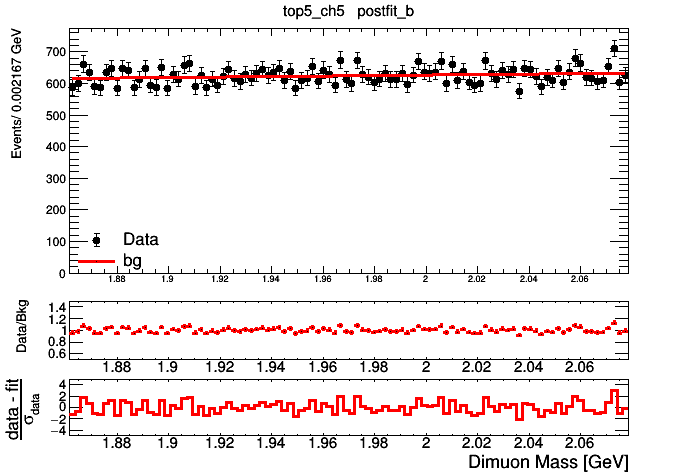 top5_ch5 postfit_b
Events/ 0.002167 GeV
700
600
500
400
300
200
100
0
Data
bg
1.88 1.9 1.92 1.94 1.96 1.98 2 2.02 2.04 2.06
Data/Bkg
1.4
1.2
1
0.8
0.6
1.88 1.9 1.92 1.94 1.96 1.98 2 2.02 2.04 2.06
data - fit
σdata
4
2
0
−2
−4
1.88 1.9 1.92 1.94 1.96 1.98 2 2.02 2.04 2.06
Dimuon Mass [GeV]